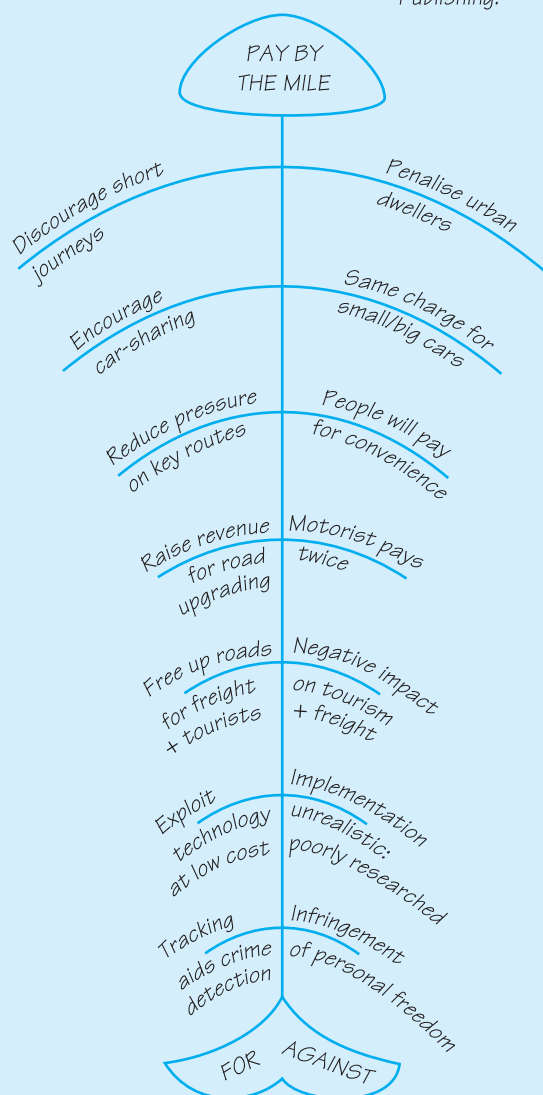 Publishing.
PAY BY
THE MILE
Discourage short
journeys
Penalise urban
dwellers
Encourage
car-sharing
Same charge for
small/big cars
Reduce pressure
on key routes
People will pay
for convenience
Raise revenue
for road
upgrading
Motorist pays
twice
Free up roads
for freight
+ tourists
Negative impact
on tourism
+ freight
Exploit
technology
at low cost
Implementation
unrealistic:
poorly researched
Tracking
aids crime
detection
Infringement
of personal freedom
FOR
AGAINST